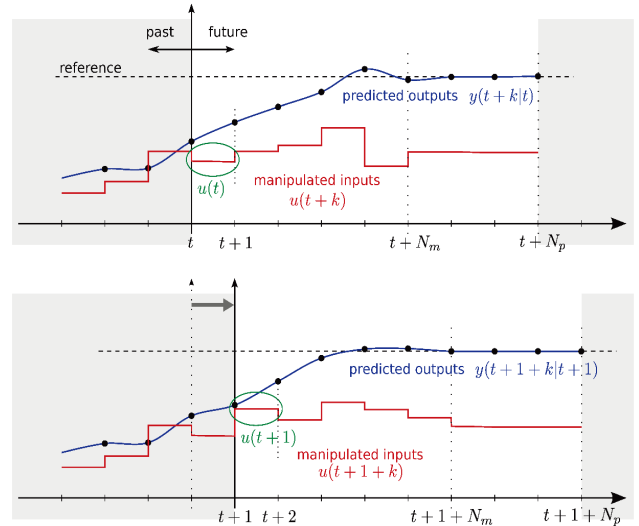 past future
reference
predicted outputs y(t+k|t)
u(t)
manipulated inputs
u(t+k)
t t+1 t+N_m t+N_p
predicted outputs y(t+1+k|t+1)
u(t+1)
manipulated inputs
u(t+1+k)
t+1 t+2 t+1+N_m t+1+N_p